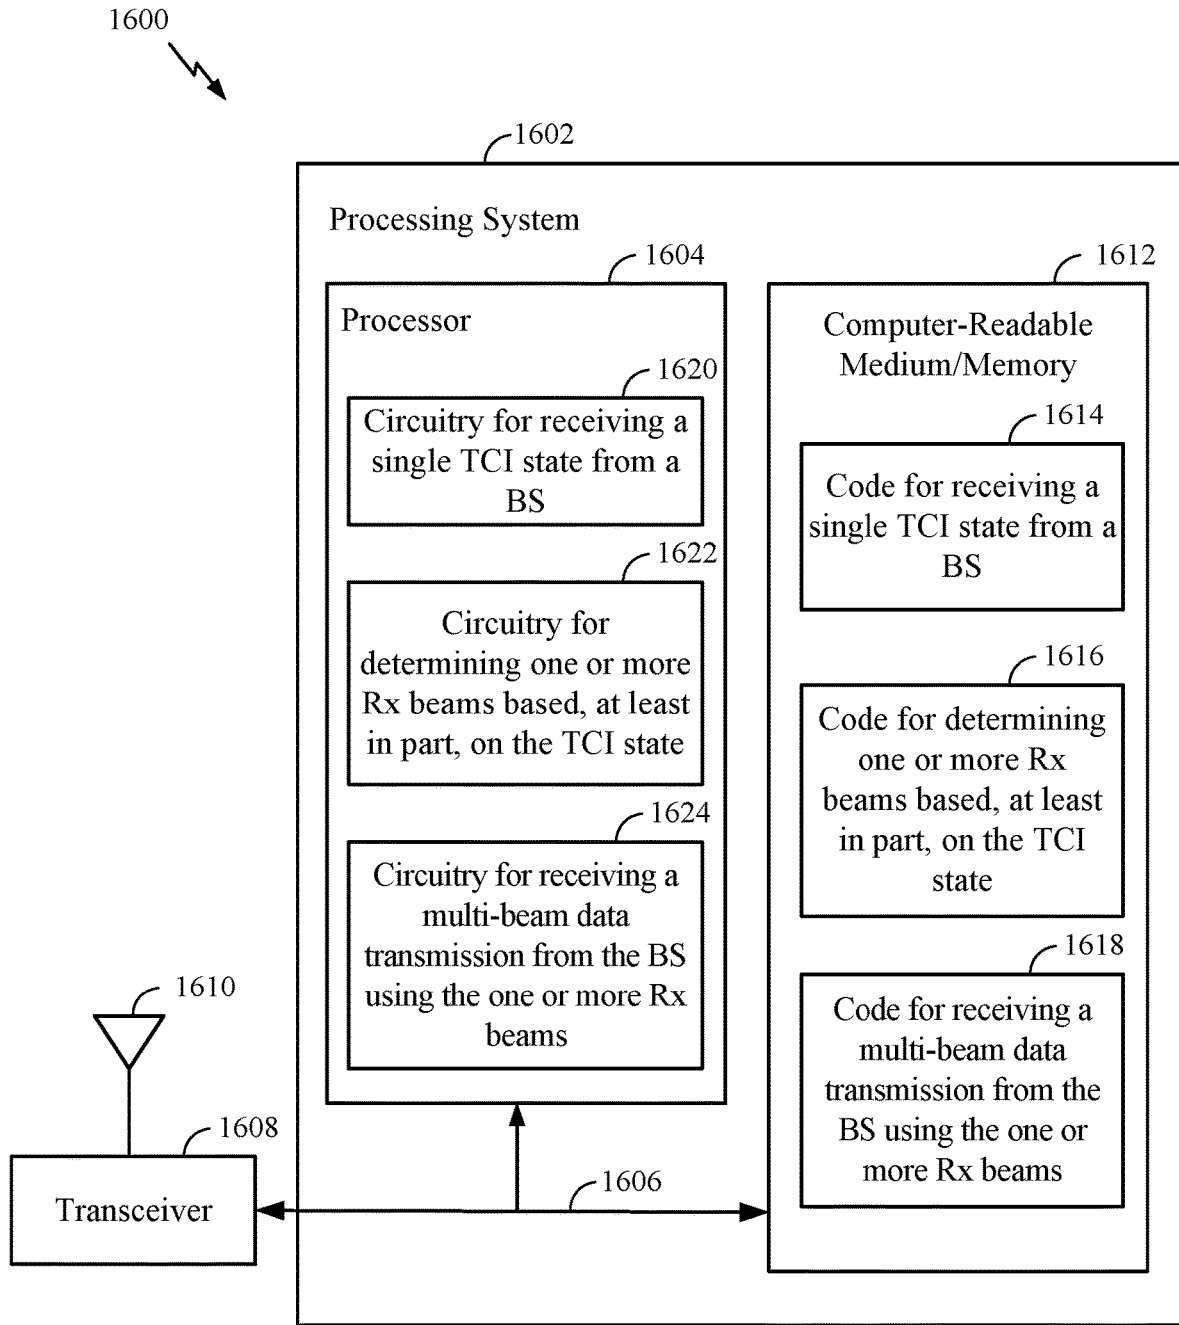 1600
1602
Processing System
1604
Processor
1620
Circuitry for receiving a
single TCI state from a
BS
1622
Circuitry for
determining one or more
Rx beams based, at least
in part, on the TCI state
1624
Circuitry for receiving a
multi-beam data
transmission from the BS
using the one or more Rx
beams
1612
Computer-Readable
Medium/Memory
1614
Code for receiving a
single TCI state from a
BS
1616
Code for determining
one or more Rx
beams based, at least
in part, on the TCI
state
1618
Code for receiving a
multi-beam data
transmission from the
BS using the one or
more Rx beams
1610
1608
Transceiver
1606